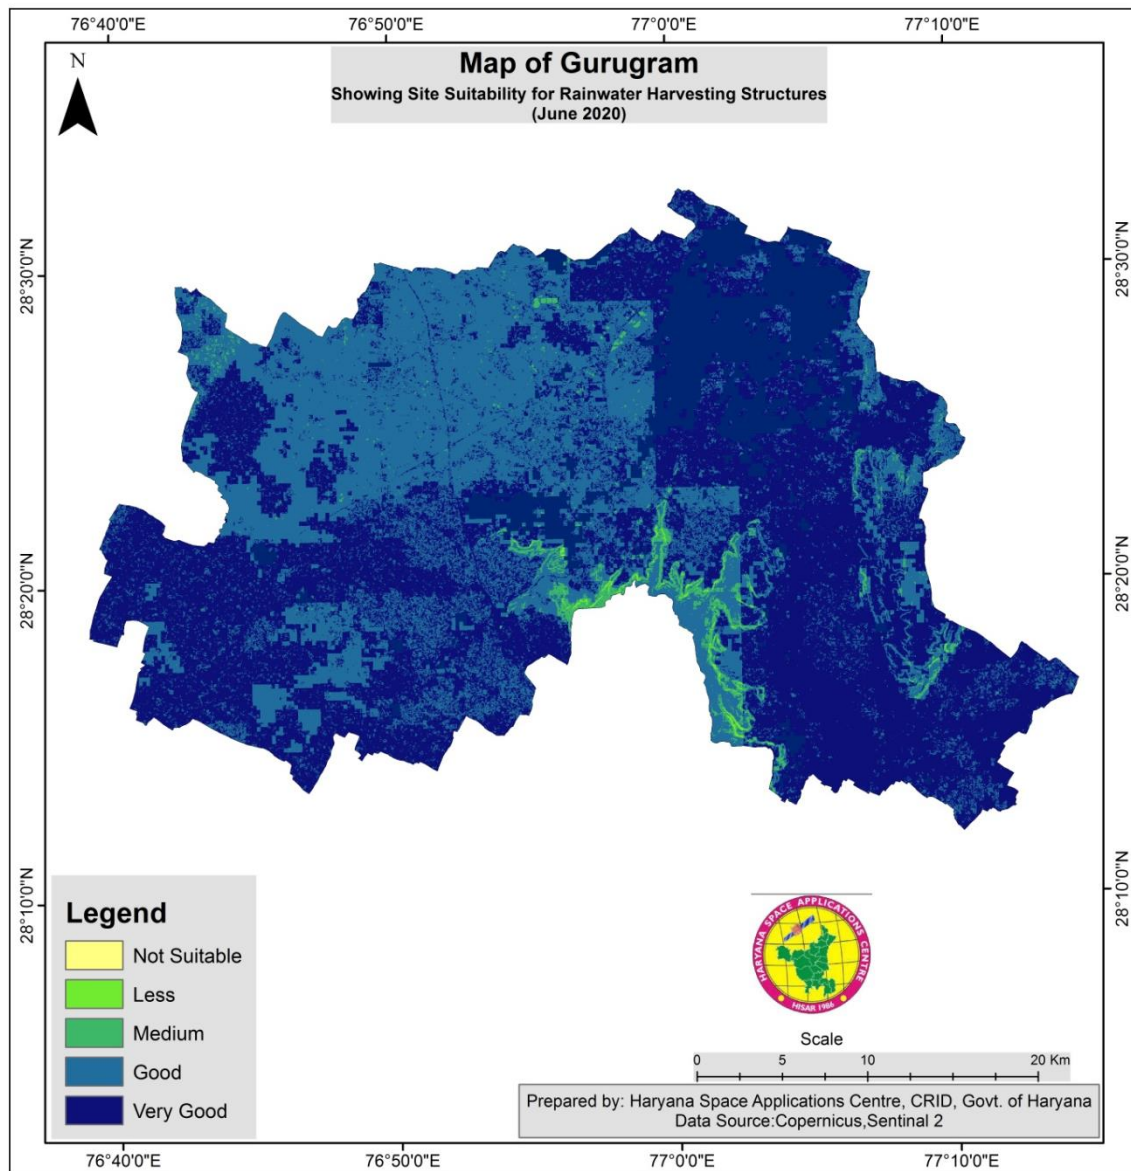 76°40'0"E 76°50'0"E 77°0'0"E 77°10'0"E
N
Map of Gurugram
Showing Site Suitability for Rainwater Harvesting Structures
(June 2020)
28°30'0"N 28°30'0"N
28°20'0"N 28°20'0"N
28°10'0"N 28°10'0"N
Legend
Not Suitable
Less
Medium
Good
Very Good
HARYANA SPACE APPLICATIONS CENTRE
HISAR 1986
Scale
0 5 10 20 Km
Prepared by: Haryana Space Applications Centre, CRID, Govt. of Haryana
Data Source:Copernicus,Sentinal 2
76°40'0"E 76°50'0"E 77°0'0"E 77°10'0"E